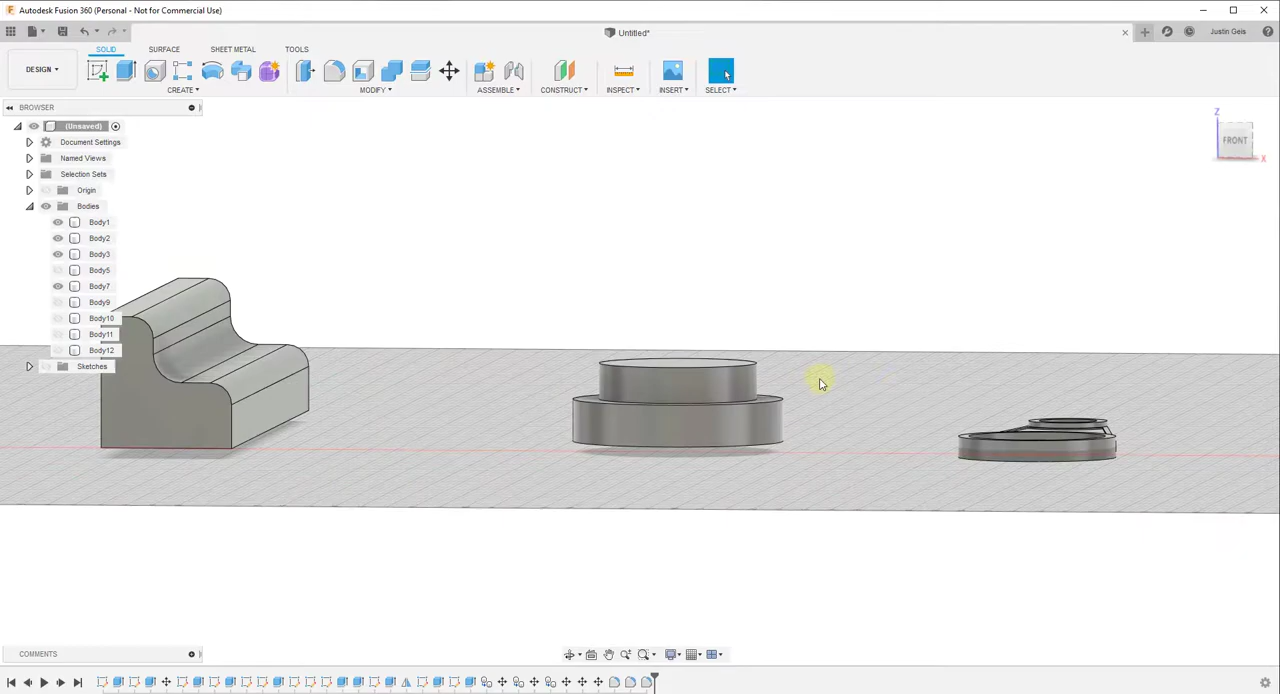 Autodesk Fusion 360 (Personal - Not for Commercial Use)
Untitled*
Justin Geis
SOLID SURFACE SHEET METAL TOOLS
DESIGN
CREATE MODIFY ASSEMBLE CONSTRUCT INSPECT INSERT SELECT
BROWSER
(Unsaved)
Document Settings
Named Views
Selection Sets
Origin
Bodies
Body1
Body2
Body3
Body5
Body7
Body9
Body10
Body11
Body12
Sketches
Z
FRONT
X
COMMENTS